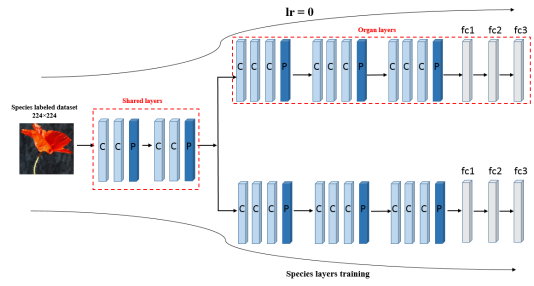 lr = 0
Organ layers
fc1 fc2 fc3
C C C P C C C P C C C P
Species labeled dataset
224×224
Shared layers
C C P C C P
fc1 fc2 fc3
C C C P C C C P C C C P
Species layers training